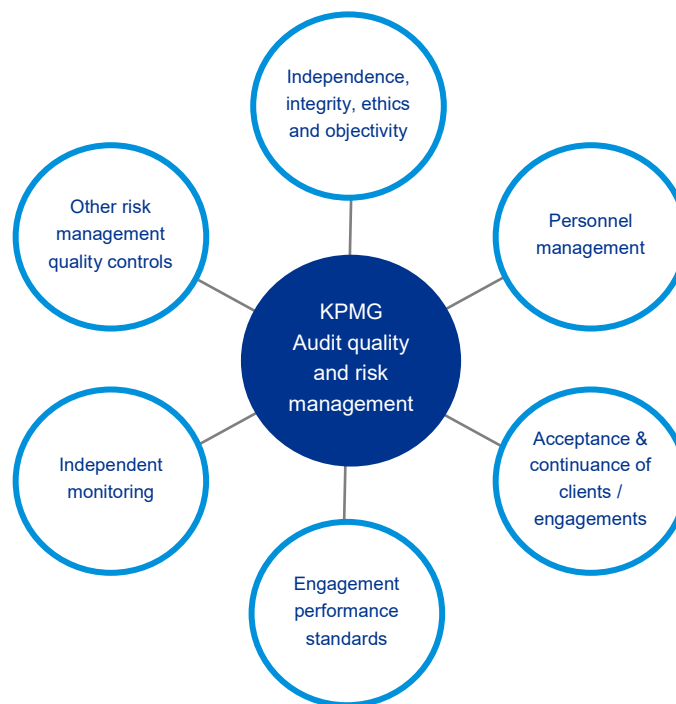 Independence,
integrity, ethics
and objectivity
Other risk
management
quality controls
Personnel
management
KPMG
Audit quality
and risk
management
Independent
monitoring
Acceptance &
continuance of
clients /
engagements
Engagement
performance
standards